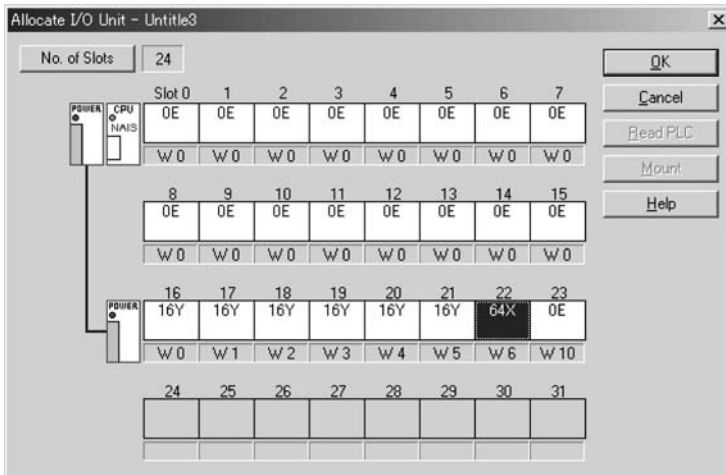 Allocate I/O Unit - Untitle3
No. of Slots 24
OK
Slot 0 1 2 3 4 5 6 7
Cancel
POWER CPU 0E 0E 0E 0E 0E 0E 0E 0E
NAIS
Read PLC
W 0 W 0 W 0 W 0 W 0 W 0 W 0 W 0
Mount
8 9 10 11 12 13 14 15
Help
0E 0E 0E 0E 0E 0E 0E 0E
W 0 W 0 W 0 W 0 W 0 W 0 W 0 W 0
16 17 18 19 20 21 22 23
POWER 16Y 16Y 16Y 16Y 16Y 16Y 64X 0E
W 0 W 1 W 2 W 3 W 4 W 5 W 6 W 10
24 25 26 27 28 29 30 31